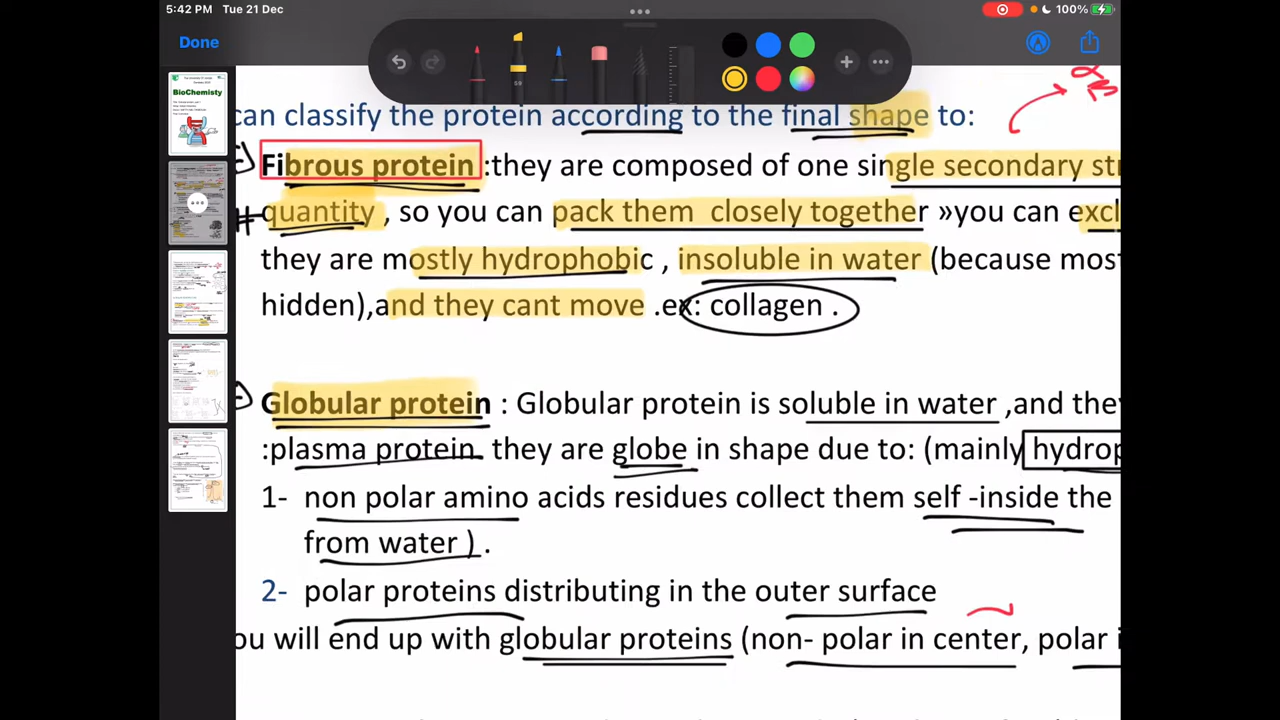 5:42 PM Tue 21 Dec
100%
Done
BioChemisty
can classify the protein according to the final shape to:
Fibrous protein :they are composed of one single secondary str
quantity , so you can pack them closely together »you can excl
they are mostly hydrophobic , insoluble in water (because most
hidden),and they cant move .ex: collagen .
Globular protein : Globular protein is soluble in water ,and they
:plasma protein they are globe in shape due to: (mainly hydrop
1- non polar amino acids residues collect them self -inside the
from water ) .
2- polar proteins distributing in the outer surface
ou will end up with globular proteins (non- polar in center, polar i